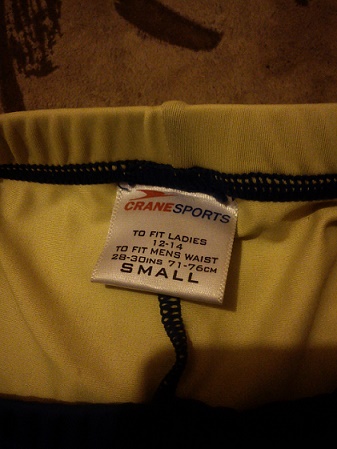 CRANESPORTS
TO FIT LADIES
12-14
TO FIT MENS WAIST
28-30INS 71-76CM
SMALL